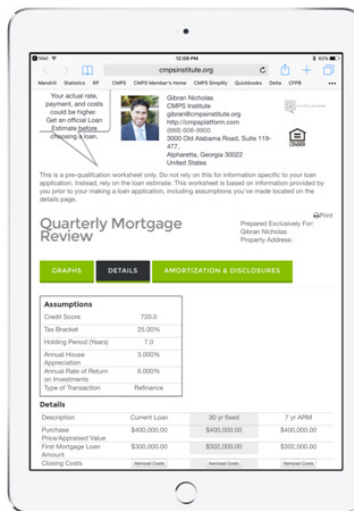 Mail
12:09 PM
60%
cmpsinstitute.org
Mandrill Statistics RP CMPS CMPS Member's Home CMPS Simplify Quickbooks Delta CFPB
Your actual rate,
payment, and costs
could be higher.
Get an official Loan
Estimate before
choosing a loan.
Gibran Nicholas
CMPS Institute
gibran@cmpsinstitute.org
http://cmpsplatform.com
(888) 608-9800
3000 Old Alabama Road, Suite 119-
477,
Alpharetta, Georgia 30022
United States
LENDER
This is a pre-qualification worksheet only. Do not rely on this for information specific to your loan
application. Instead, rely on the loan estimate. This worksheet is based on information provided by
you prior to your making a loan application, including assumptions you've made located on the
details page.
Print
Quarterly Mortgage
Review
Prepared Exclusively For:
Gibran Nicholas
Property Address:
GRAPHS DETAILS AMORTIZATION & DISCLOSURES
Assumptions
Credit Score 720.0
Tax Bracket 25.00%
Holding Period (Years) 7.0
Annual House
Appreciation 3.000%
Annual Rate of Return
on Investments 6.000%
Type of Transaction Refinance
Details
Description Current Loan 30 yr fixed 7 yr ARM
Purchase
Price/Appraised Value $400,000.00 $400,000.00 $400,000.00
First Mortgage Loan
Amount $300,000.00 $302,000.00 $302,000.00
Closing Costs Itemized Costs Itemized Costs Itemized Costs